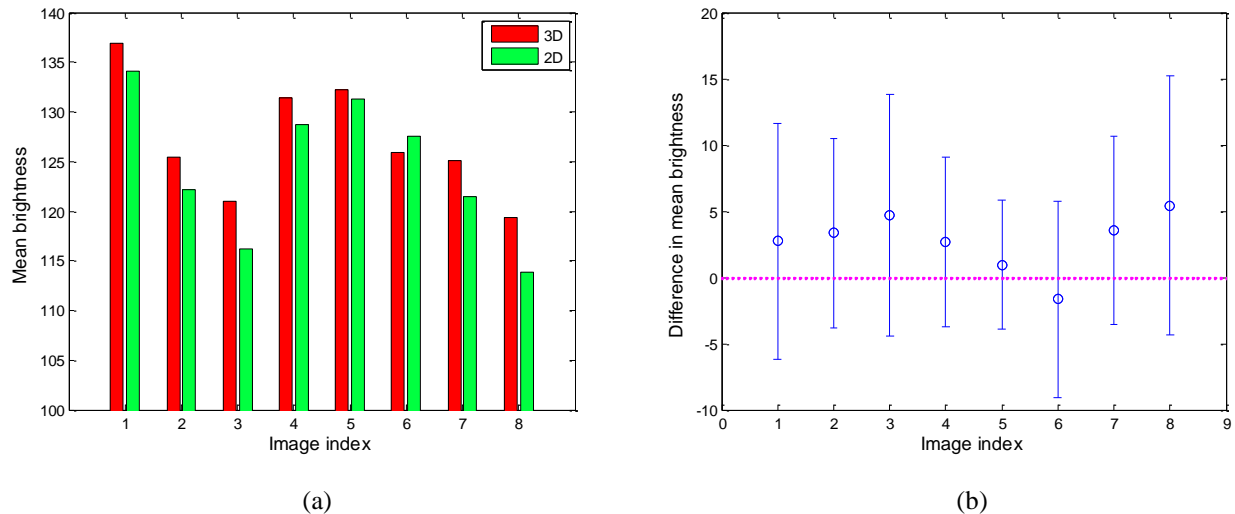 140
135
130
125
120
115
110
105
100
Mean brightness
3D
2D
1 2 3 4 5 6 7 8
Image index
(a)
20
15
10
5
0
-5
-10
Difference in mean brightness
0 1 2 3 4 5 6 7 8 9
Image index
(b)